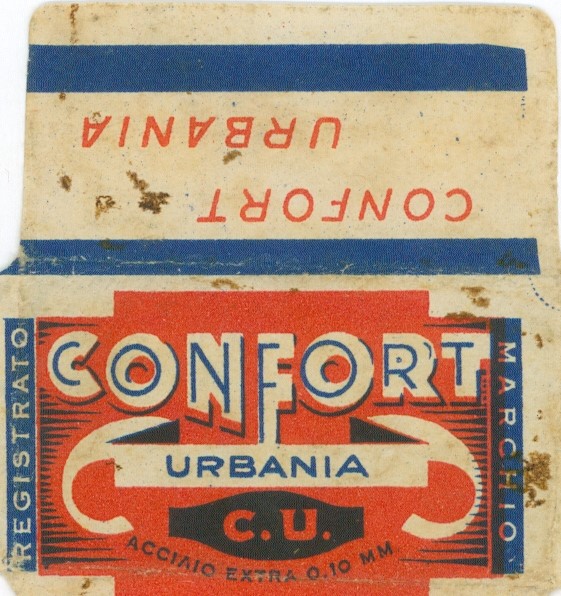 CONFORT
URBANIA
CONFORT
URBANIA
C.U.
ACCIAIO EXTRA 0.10 MM
REGISTRATO
MARCHIO